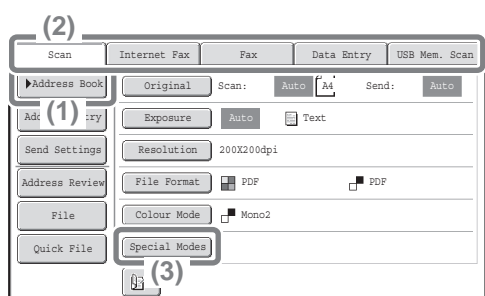 (2)
Scan Internet Fax Fax Data Entry USB Mem. Scan
Address Book Original Scan: Auto A4 Send: Auto
(1)
Exposure Auto Text
Send Settings Resolution 200X200dpi
Address Review File Format PDF PDF
File Colour Mode Mono2
Quick File Special Modes
(3)